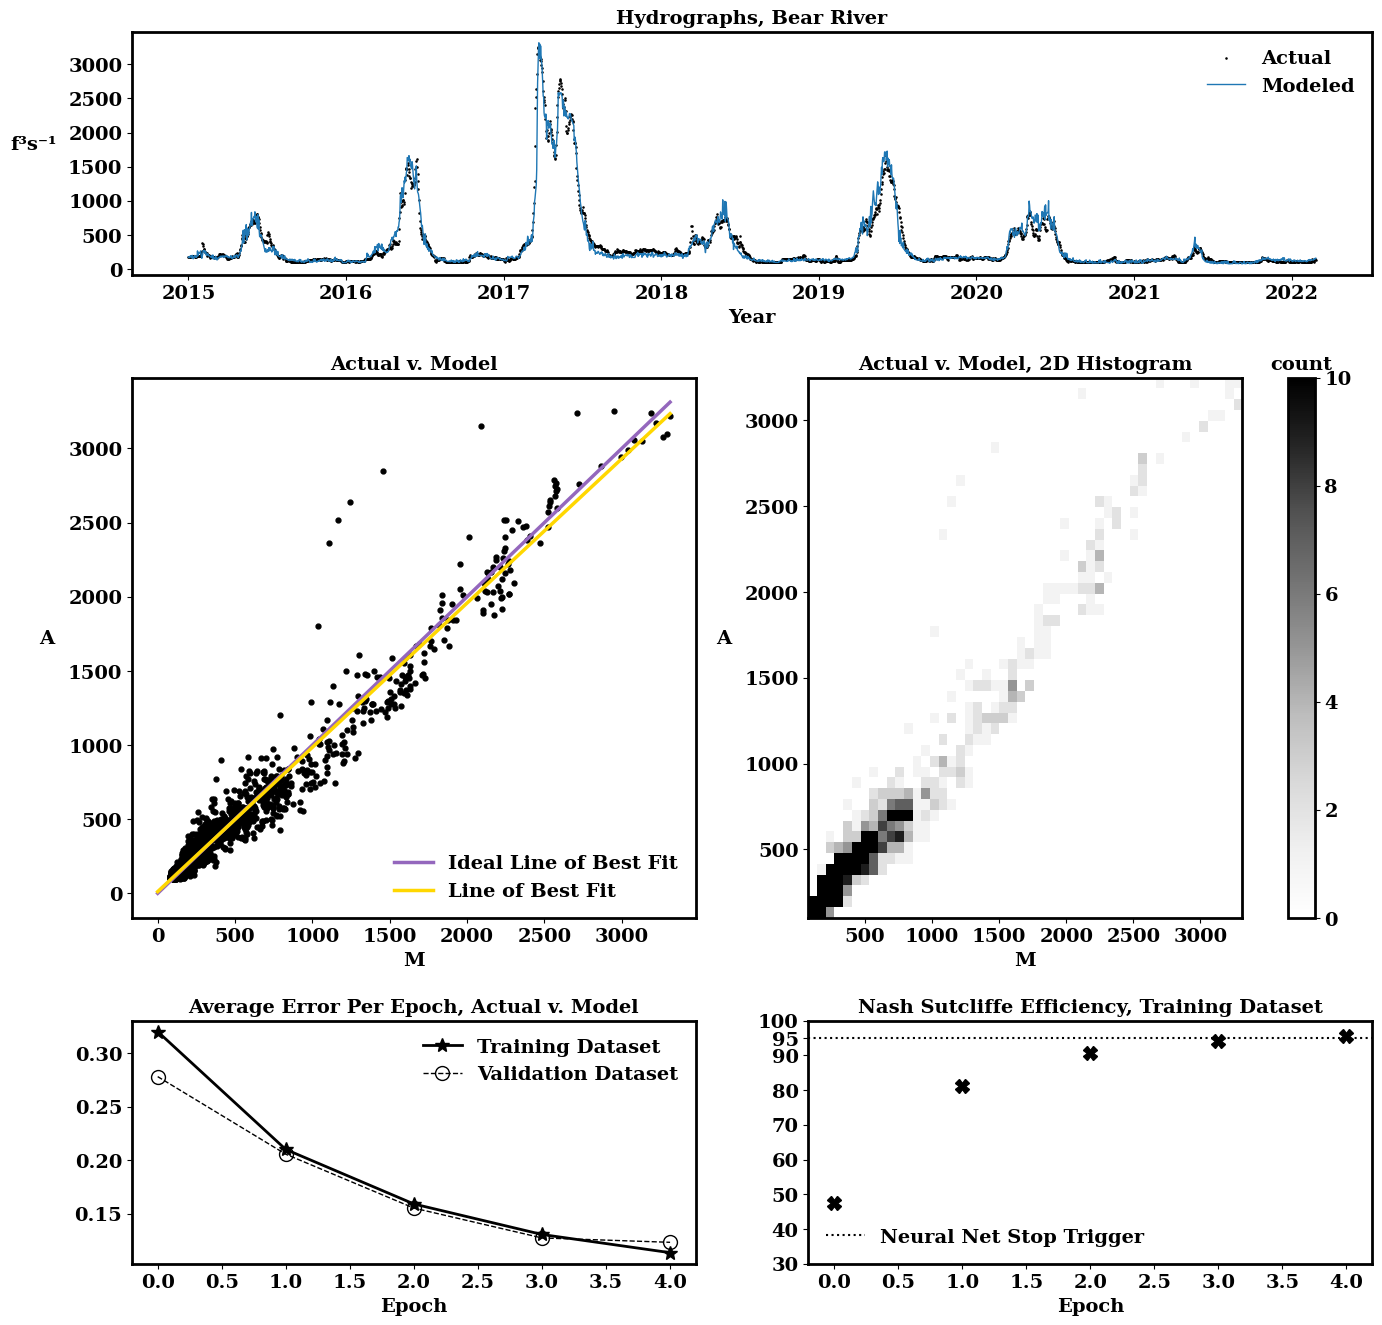 Hydrographs, Bear River
3000
2500
2000
1500
1000
500
0
f³s⁻¹
Actual
Modeled
2015 2016 2017 2018 2019 2020 2021 2022
Year
Actual v. Model
3000
2500
2000
1500
1000
500
0
A
Ideal Line of Best Fit
Line of Best Fit
0 500 1000 1500 2000 2500 3000
M
Actual v. Model, 2D Histogram
3000
2500
2000
1500
1000
500
A
500 1000 1500 2000 2500 3000
M
count
10
8
6
4
2
0
Average Error Per Epoch, Actual v. Model
0.30
0.25
0.20
0.15
Training Dataset
Validation Dataset
0.0 0.5 1.0 1.5 2.0 2.5 3.0 3.5 4.0
Epoch
Nash Sutcliffe Efficiency, Training Dataset
100
95
90
80
70
60
50
40
30
Neural Net Stop Trigger
0.0 0.5 1.0 1.5 2.0 2.5 3.0 3.5 4.0
Epoch